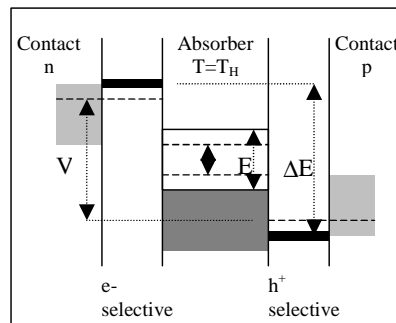 Contact
n
Absorber
T=T_H
Contact
p
V
E
ΔE
e-
selective
h+
selective